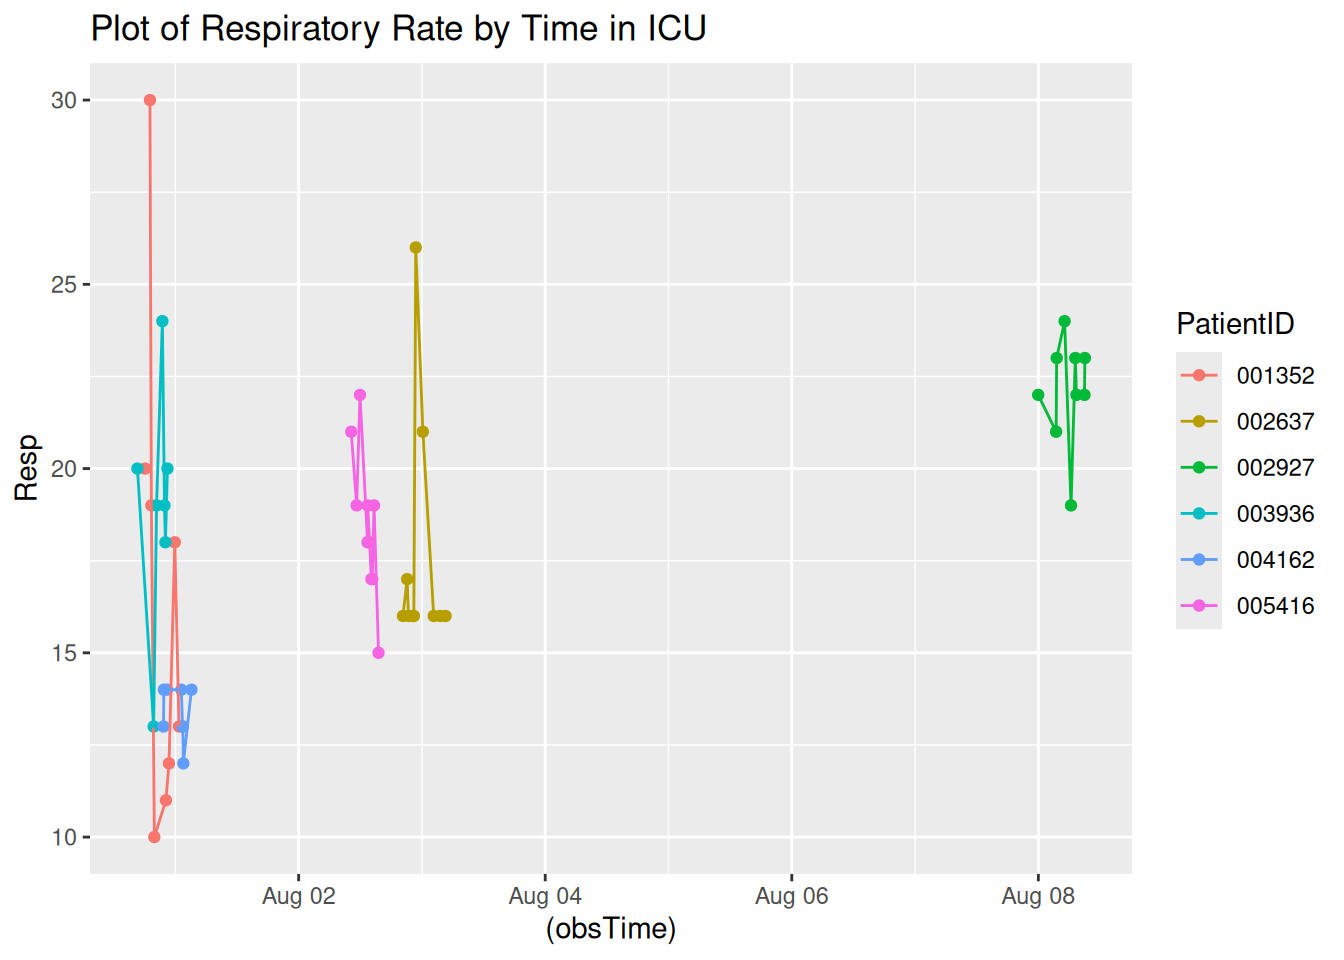 Plot of Respiratory Rate by Time in ICU
30
25
20
15
10
Resp
Aug 02
Aug 04
Aug 06
Aug 08
(obsTime)
PatientID
001352
002637
002927
003936
004162
005416